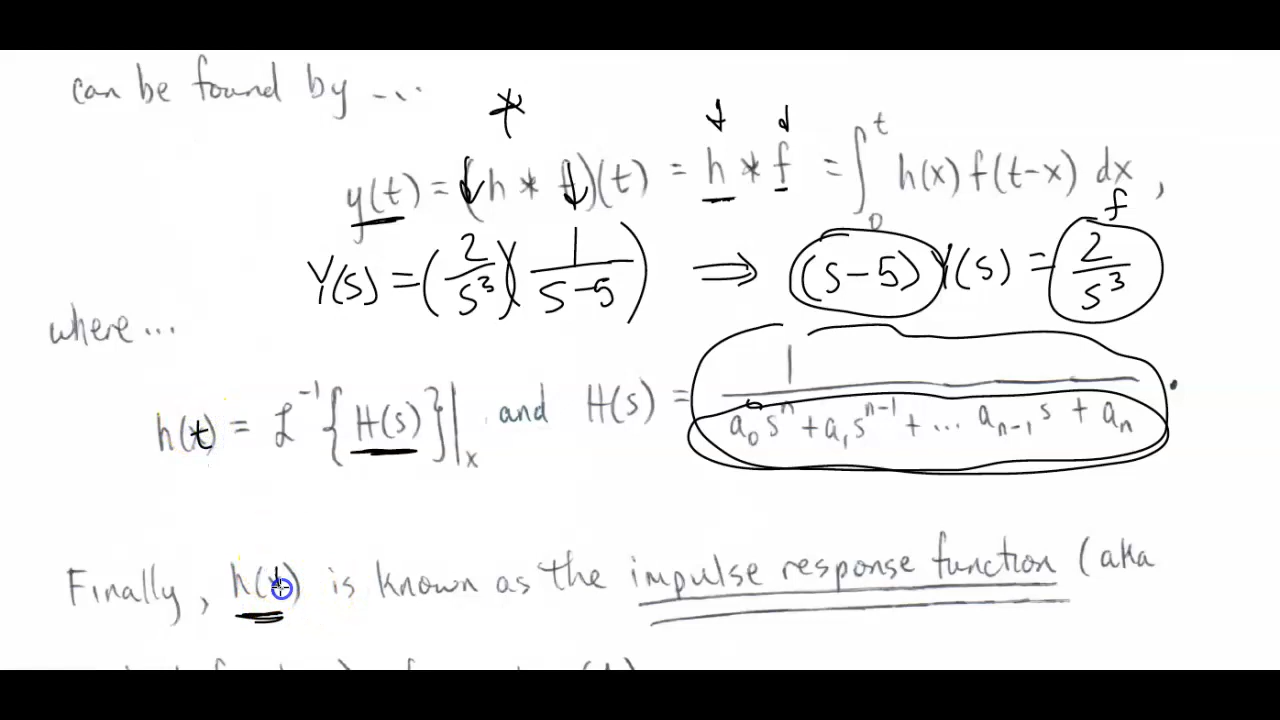 can be found by ...
y(t) = (h * f)(t) = h * f = ∫₀ᵗ h(x) f(t-x) dx ,
Y(s) = (2/s³)(1/(s-5)) ⇒ (s-5) Y(s) = 2/s³ f
where...
h(t) = ℒ⁻¹{H(s)}|ₓ and H(s) = 1/(a₀sⁿ + a₁sⁿ⁻¹ + ... aₙ₋₁s + aₙ) .
Finally, h(t) is known as the impulse response function (aka